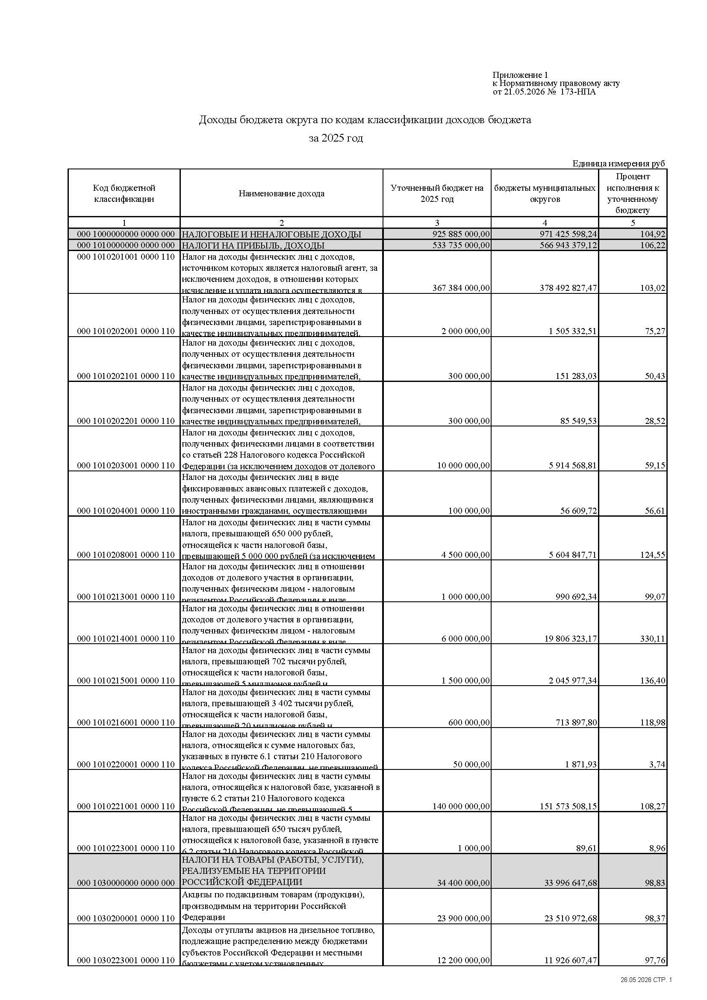 Приложение 1
к Нормативному правовому акту
от 21.05.2026 № 173-НПА
Доходы бюджета округа по кодам классификации доходов бюджета
за 2025 год
Единица измерения руб
Код бюджетной
классификации
Наименование дохода
Уточненный бюджет на
2025 год
бюджеты муниципальных
округов
Процент
исполнения к
уточненному
бюджету
1 2 3 4 5
000 1000000000 0000 000 НАЛОГОВЫЕ И НЕНАЛОГОВЫЕ ДОХОДЫ 925 885 000,00 971 425 598,24 104,92
000 1010000000 0000 000 НАЛОГИ НА ПРИБЫЛЬ, ДОХОДЫ 533 735 000,00 566 943 379,12 106,22
000 1010201001 0000 110 Налог на доходы физических лиц с доходов,
источником которых является налоговый агент, за
исключением доходов, в отношении которых
исчисление и уплата налога осуществляются в 367 384 000,00 378 492 827,47 103,02
Налог на доходы физических лиц с доходов,
полученных от осуществления деятельности
физическими лицами, зарегистрированными в
000 1010202001 0000 110 качестве индивидуальных предпринимателей, 2 000 000,00 1 505 332,51 75,27
Налог на доходы физических лиц с доходов,
полученных от осуществления деятельности
физическими лицами, зарегистрированными в
000 1010202101 0000 110 качестве индивидуальных предпринимателей, 300 000,00 151 283,03 50,43
Налог на доходы физических лиц с доходов,
полученных от осуществления деятельности
физическими лицами, зарегистрированными в
000 1010202201 0000 110 качестве индивидуальных предпринимателей, 300 000,00 85 549,53 28,52
Налог на доходы физических лиц с доходов,
полученных физическими лицами в соответствии
со статьей 228 Налогового кодекса Российской
000 1010203001 0000 110 Федерации (за исключением доходов от долевого 10 000 000,00 5 914 568,81 59,15
Налог на доходы физических лиц в виде
фиксированных авансовых платежей с доходов,
полученных физическими лицами, являющимися
000 1010204001 0000 110 иностранными гражданами, осуществляющими 100 000,00 56 609,72 56,61
Налог на доходы физических лиц в части суммы
налога, превышающей 650 000 рублей,
относящейся к части налоговой базы,
000 1010208001 0000 110 превышающей 5 000 000 рублей (за исключением 4 500 000,00 5 604 847,71 124,55
Налог на доходы физических лиц в отношении
доходов от долевого участия в организации,
полученных физическим лицом - налоговым
000 1010213001 0000 110 резидентом Российской Федерации в виде 1 000 000,00 990 692,34 99,07
Налог на доходы физических лиц в отношении
доходов от долевого участия в организации,
полученных физическим лицом - налоговым
000 1010214001 0000 110 резидентом Российской Федерации в виде 6 000 000,00 19 806 323,17 330,11
Налог на доходы физических лиц в части суммы
налога, превышающей 702 тысячи рублей,
относящейся к части налоговой базы,
000 1010215001 0000 110 превышающей 5 миллионов рублей и 1 500 000,00 2 045 977,34 136,40
Налог на доходы физических лиц в части суммы
налога, превышающей 3 402 тысячи рублей,
относящейся к части налоговой базы,
000 1010216001 0000 110 превышающей 20 миллионов рублей и 600 000,00 713 897,80 118,98
Налог на доходы физических лиц в части суммы
налога, относящейся к сумме налоговых баз,
указанных в пункте 6.1 статьи 210 Налогового
000 1010220001 0000 110 кодекса Российской Федерации, не превышающей 50 000,00 1 871,93 3,74
Налог на доходы физических лиц в части суммы
налога, относящейся к налоговой базе, указанной в
пункте 6.2 статьи 210 Налогового кодекса
000 1010221001 0000 110 Российской Федерации, не превышающей 5 140 000 000,00 151 573 508,15 108,27
Налог на доходы физических лиц в части суммы
налога, превышающей 650 тысяч рублей,
относящейся к налоговой базе, указанной в пункте
000 1010223001 0000 110 6.2 статьи 210 Налогового кодекса Российской 1 000,00 89,61 8,96
НАЛОГИ НА ТОВАРЫ (РАБОТЫ, УСЛУГИ),
РЕАЛИЗУЕМЫЕ НА ТЕРРИТОРИИ
000 1030000000 0000 000 РОССИЙСКОЙ ФЕДЕРАЦИИ 34 400 000,00 33 996 647,68 98,83
Акцизы по подакцизным товарам (продукции),
производимым на территории Российской
000 1030200001 0000 110 Федерации 23 900 000,00 23 510 972,68 98,37
Доходы от уплаты акцизов на дизельное топливо,
подлежащие распределению между бюджетами
субъектов Российской Федерации и местными
000 1030223001 0000 110 бюджетами с учетом установленных 12 200 000,00 11 926 607,47 97,76
26.05.2026 СТР. 1